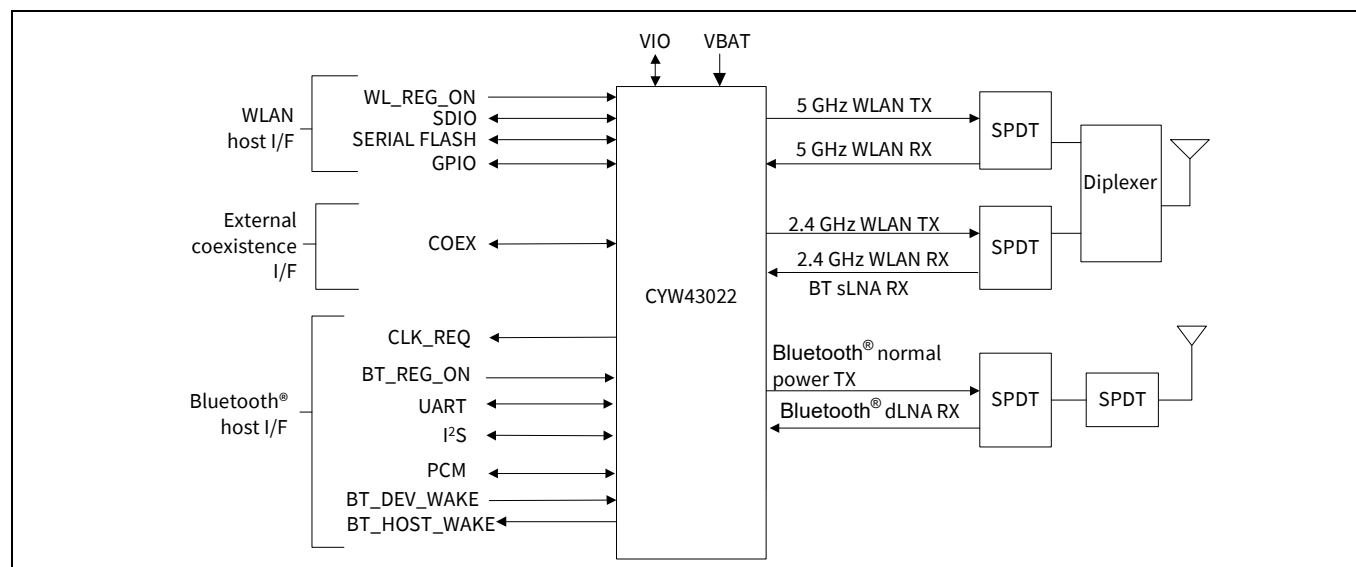 VIO
VBAT
WLAN
host I/F
WL_REG_ON
SDIO
SERIAL FLASH
GPIO
External
coexistence
I/F
COEX
Bluetooth®
host I/F
CLK_REQ
BT_REG_ON
UART
I²S
PCM
BT_DEV_WAKE
BT_HOST_WAKE
CYW43022
5 GHz WLAN TX
5 GHz WLAN RX
SPDT
Diplexer
2.4 GHz WLAN TX
2.4 GHz WLAN RX
BT sLNA RX
SPDT
Bluetooth® normal
power TX
Bluetooth® dLNA RX
SPDT
SPDT